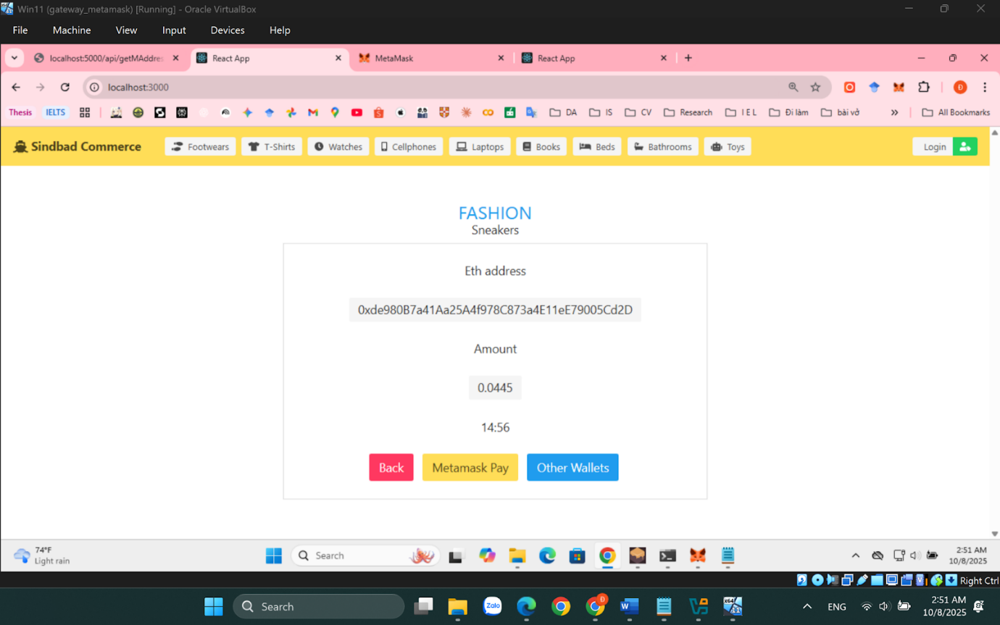 Win11 (gateway_metamask) [Running] - Oracle VirtualBox
File Machine View Input Devices Help
localhost:5000/api/getMAddres
React App
MetaMask
React App
localhost:3000
Thesis IELTS DA IS CV Research I E L Đi làm bài vở » All Bookmarks
Sindbad Commerce Footwears T-Shirts Watches Cellphones Laptops Books Beds Bathrooms Toys Login
FASHION
Sneakers
Eth address
0xde980B7a41Aa25A4f978C873a4E11eE79005Cd2D
Amount
0.0445
14:56
Back Metamask Pay Other Wallets
74°F
Light rain
Search
2:51 AM
10/8/2025
Right Ctrl
Search
Zalo
ENG
2:51 AM
10/8/2025